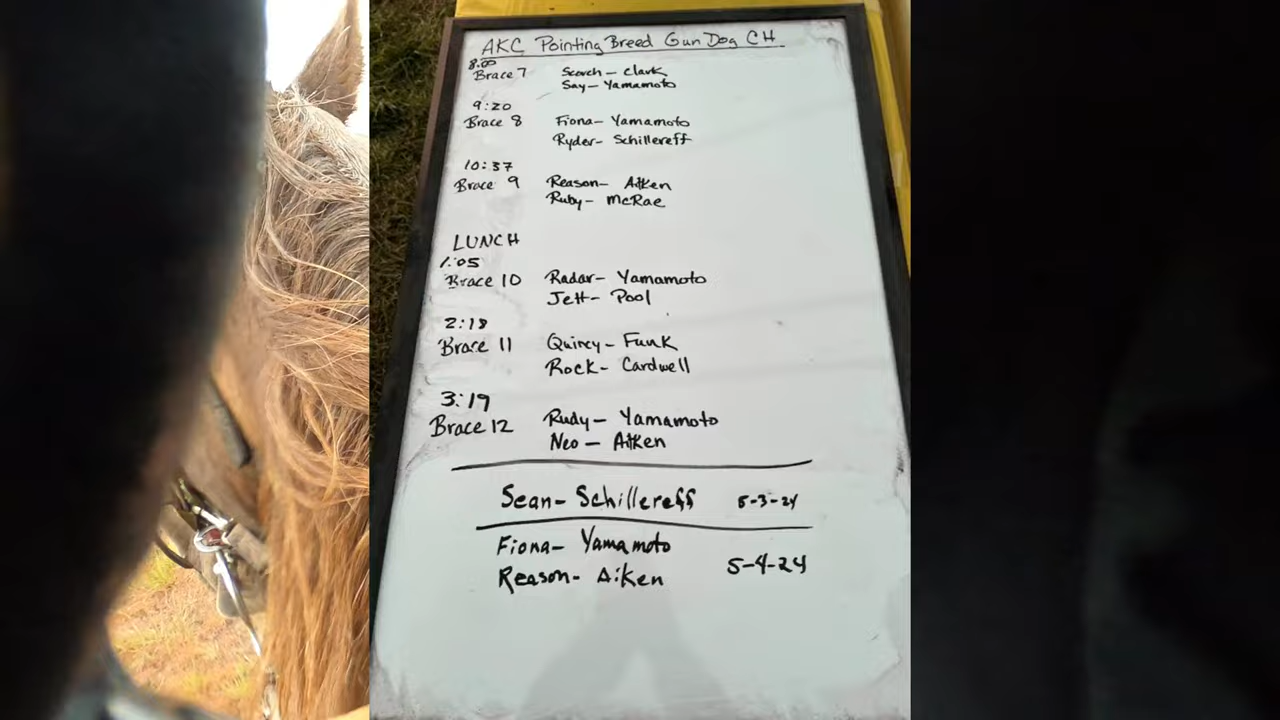 AKC Pointing Breed Gun Dog CH
8:00
Brace 7 Scorch- Clark
Say- Yamamoto
9:20
Brace 8 Fiona- Yamamoto
Ryder- Schillereff
10:37
Brace 9 Reason- Aitken
Ruby- McRae
LUNCH
1:05
Brace 10 Radar- Yamamoto
Jett- Pool
2:18
Brace 11 Quincy- Funk
Rock- Cardwell
3:19
Brace 12 Rudy- Yamamoto
Neo- Aitken
Sean- Schillereff 5-3-24
Fiona- Yamamoto
5-4-24
Reason- Aiken